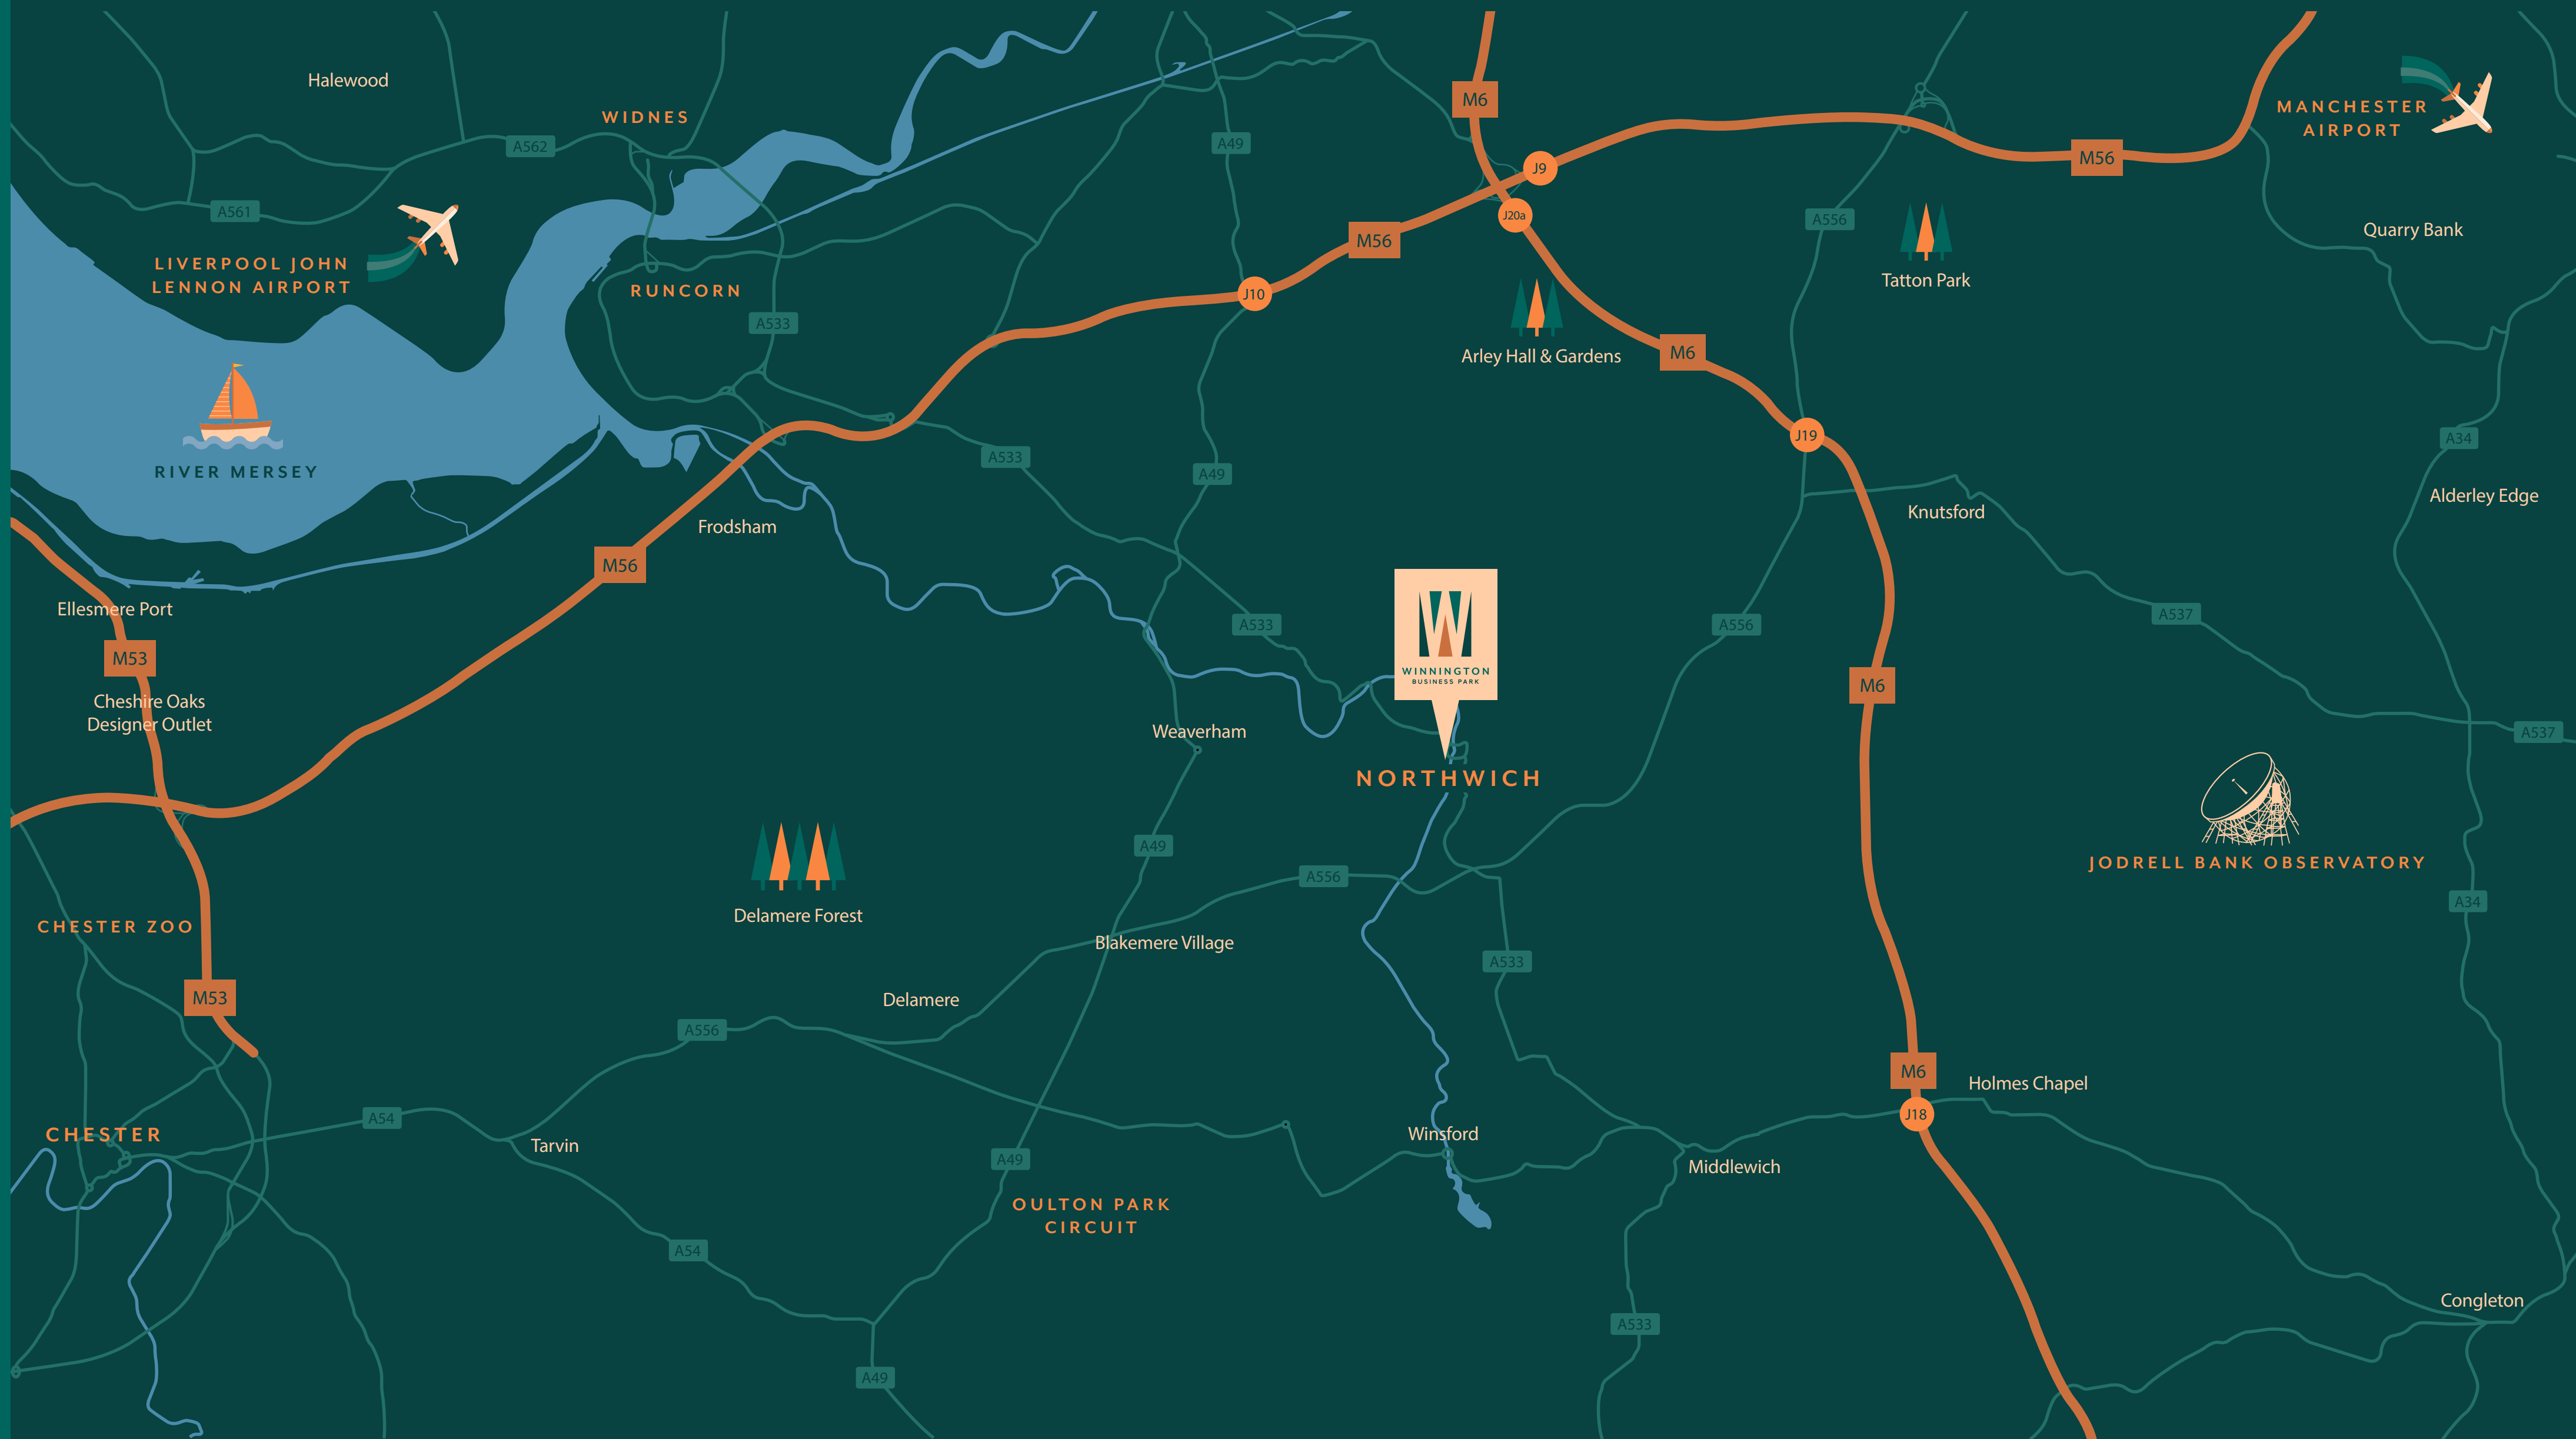 Halewood
WIDNES
M6
MANCHESTER
AIRPORT
A562
A49
M56
J9
A561
J20a
A556
Quarry Bank
M56
LIVERPOOL JOHN
LENNON AIRPORT
RUNCORN
J10
Tatton Park
A533
Arley Hall & Gardens
M6
J19
A34
RIVER MERSEY
A533
A49
Alderley Edge
Knutsford
Frodsham
M56
Ellesmere Port
A533
A556
A537
M53
WINNINGTON
BUSINESS PARK
M6
Cheshire Oaks
Designer Outlet
Weaverham
A537
NORTHWICH
A49
JODRELL BANK OBSERVATORY
A556
A34
Delamere Forest
CHESTER ZOO
Blakemere Village
A533
M53
Delamere
A556
M6
Holmes Chapel
A54
J18
CHESTER
Winsford
Tarvin
A49
Middlewich
OULTON PARK
CIRCUIT
A54
Congleton
A533
A49